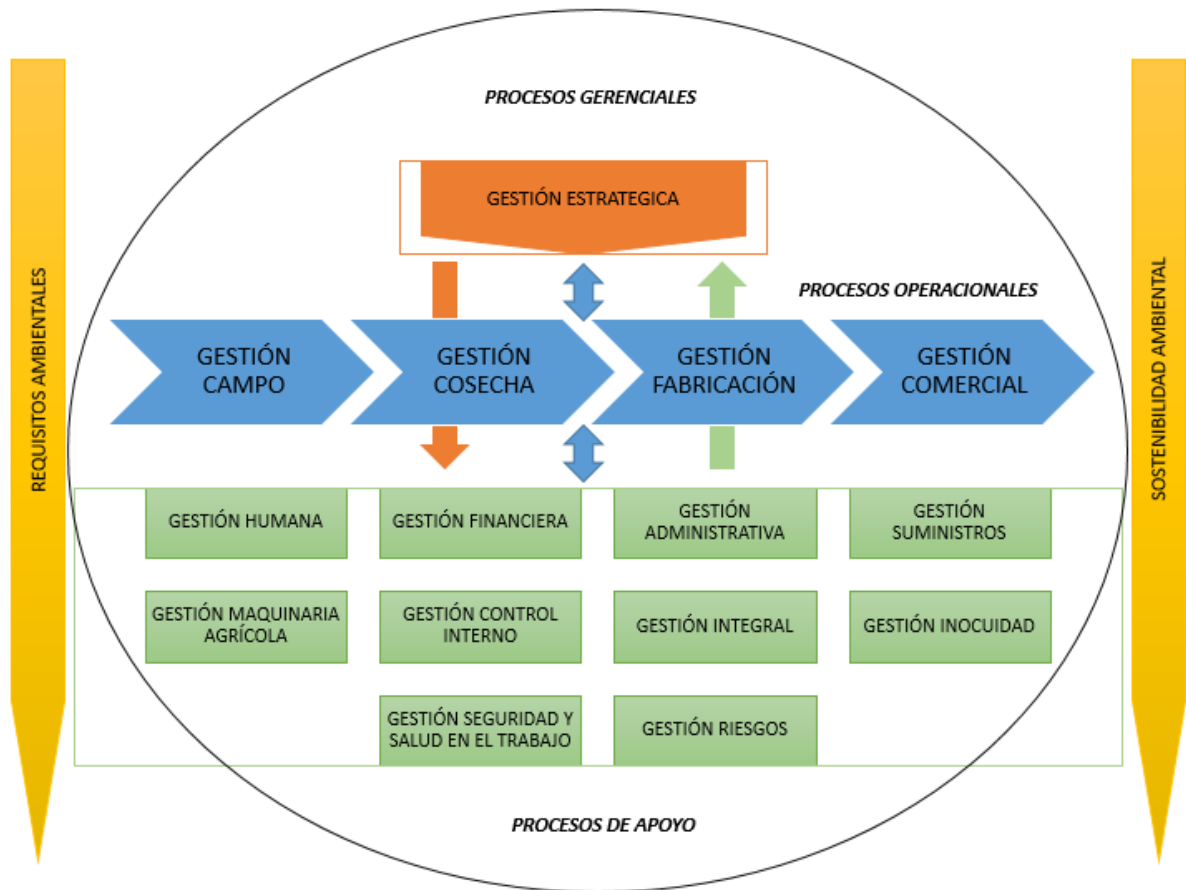 PROCESOS GERENCIALES
GESTIÓN ESTRATEGICA
PROCESOS OPERACIONALES
GESTIÓN
CAMPO
GESTIÓN
COSECHA
GESTIÓN
FABRICACIÓN
GESTIÓN
COMERCIAL
REQUISITOS AMBIENTALES
SOSTENIBILIDAD AMBIENTAL
GESTIÓN HUMANA
GESTIÓN FINANCIERA
GESTIÓN
ADMINISTRATIVA
GESTIÓN
SUMINISTROS
GESTIÓN MAQUINARIA
AGRÍCOLA
GESTIÓN CONTROL
INTERNO
GESTIÓN INTEGRAL
GESTIÓN INOCUIDAD
GESTIÓN SEGURIDAD Y
SALUD EN EL TRABAJO
GESTIÓN RIESGOS
PROCESOS DE APOYO